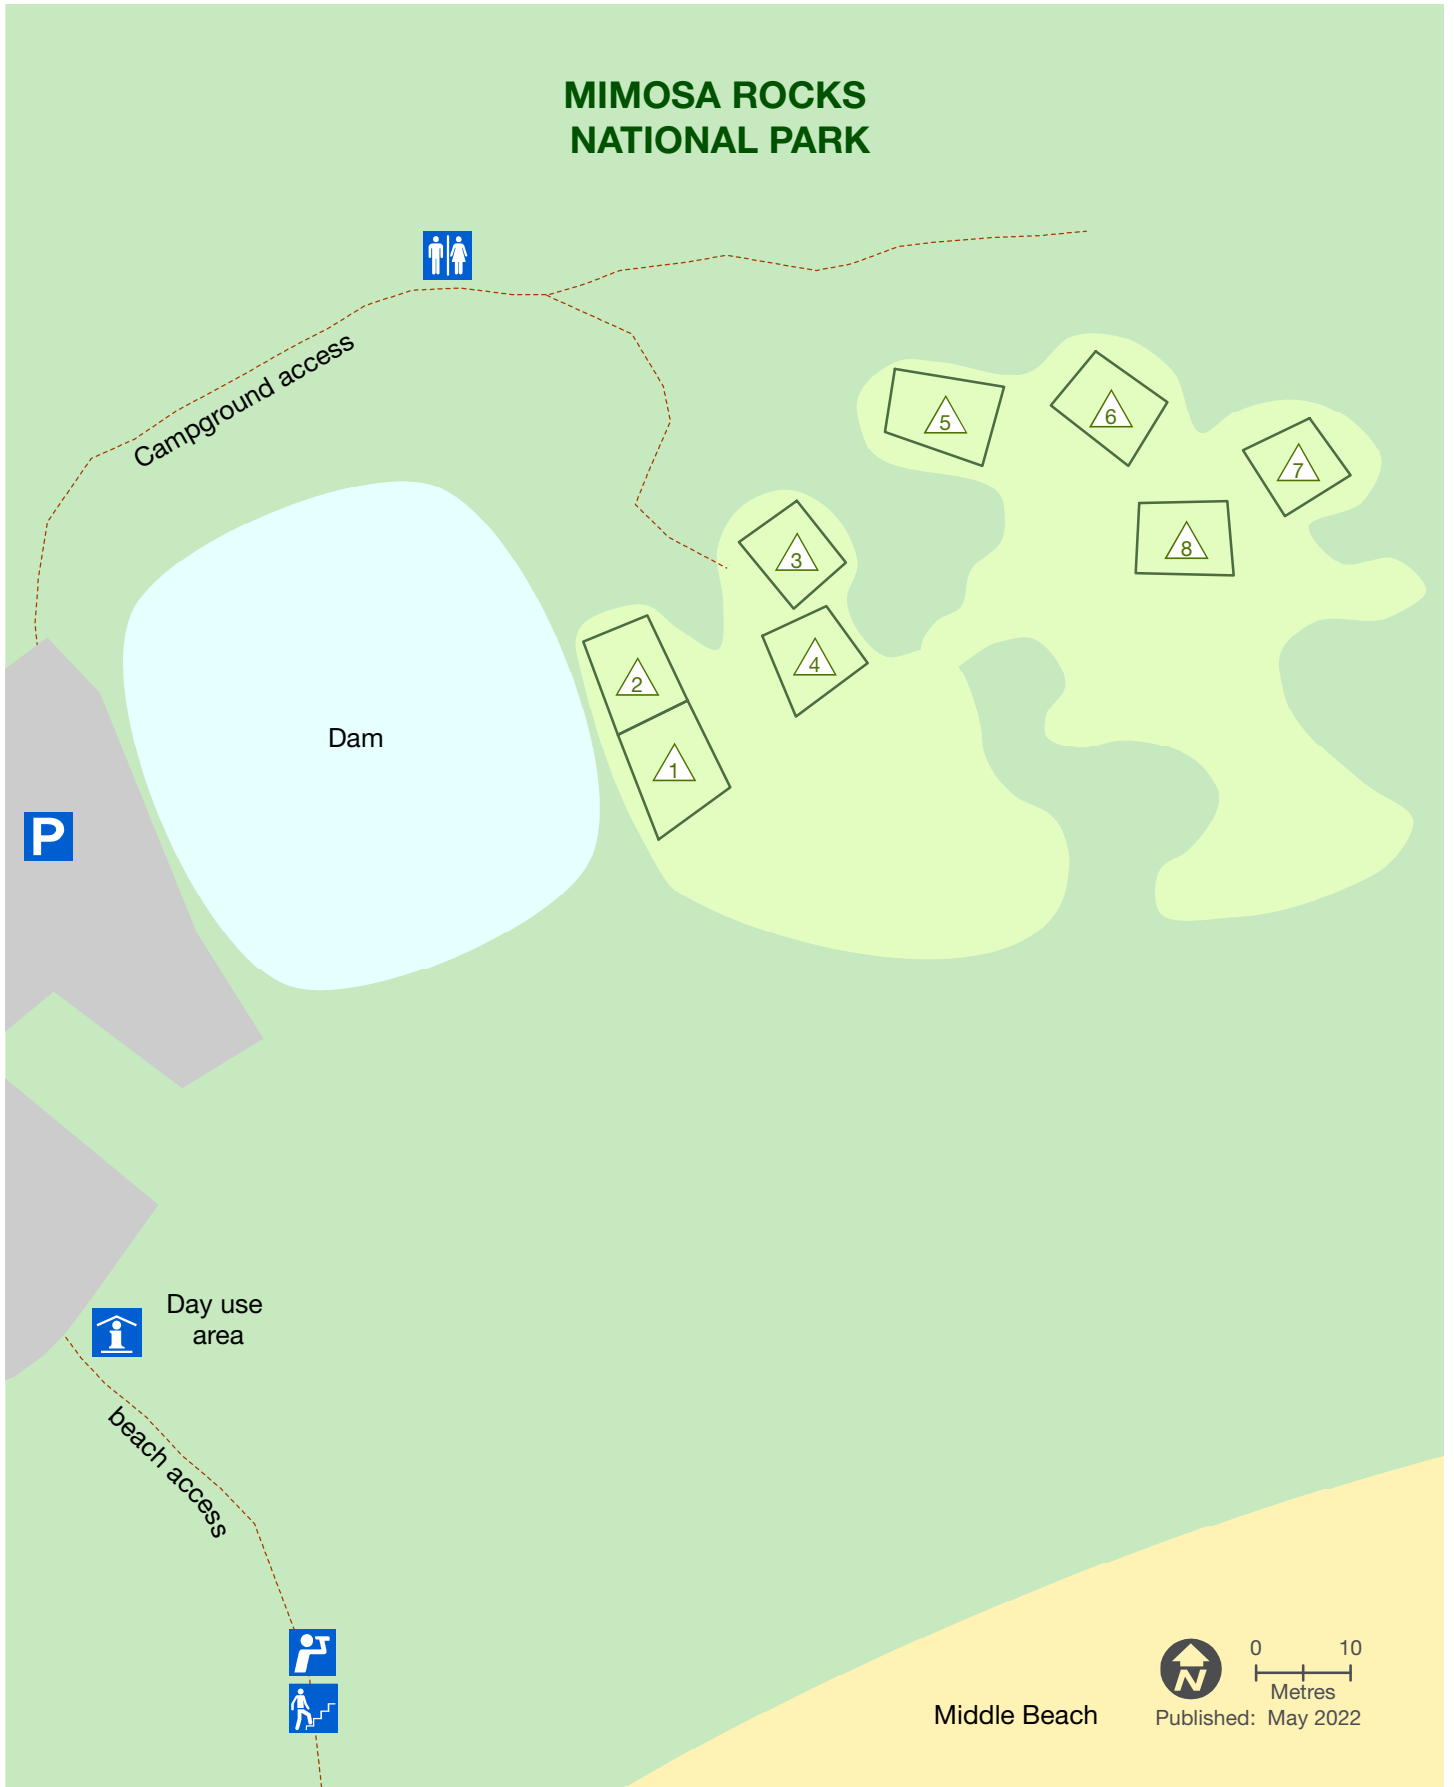 MIMOSA ROCKS
NATIONAL PARK
Campground access
5
6
7
8
3
4
2
1
Dam
P
Day use
area
beach access
Middle Beach
N
0 10
Metres
Published: May 2022